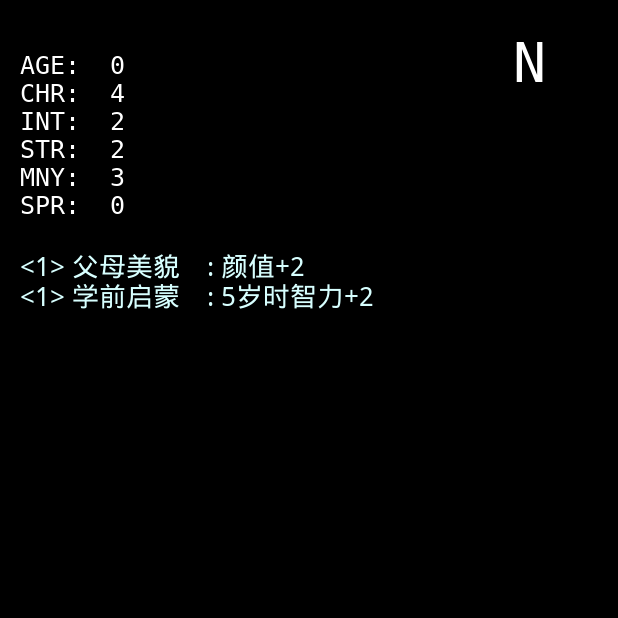 N
AGE: 0
CHR: 4
INT: 2
STR: 2
MNY: 3
SPR: 0
<1> 父母美貌 : 颜值+2
<1> 学前启蒙 : 5岁时智力+2